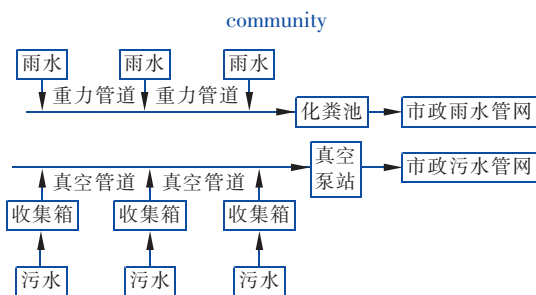 community
雨水 雨水 雨水
重力管道 重力管道
化粪池 市政雨水管网
真空
泵站
市政污水管网
真空管道 真空管道
收集箱 收集箱 收集箱
污水 污水 污水